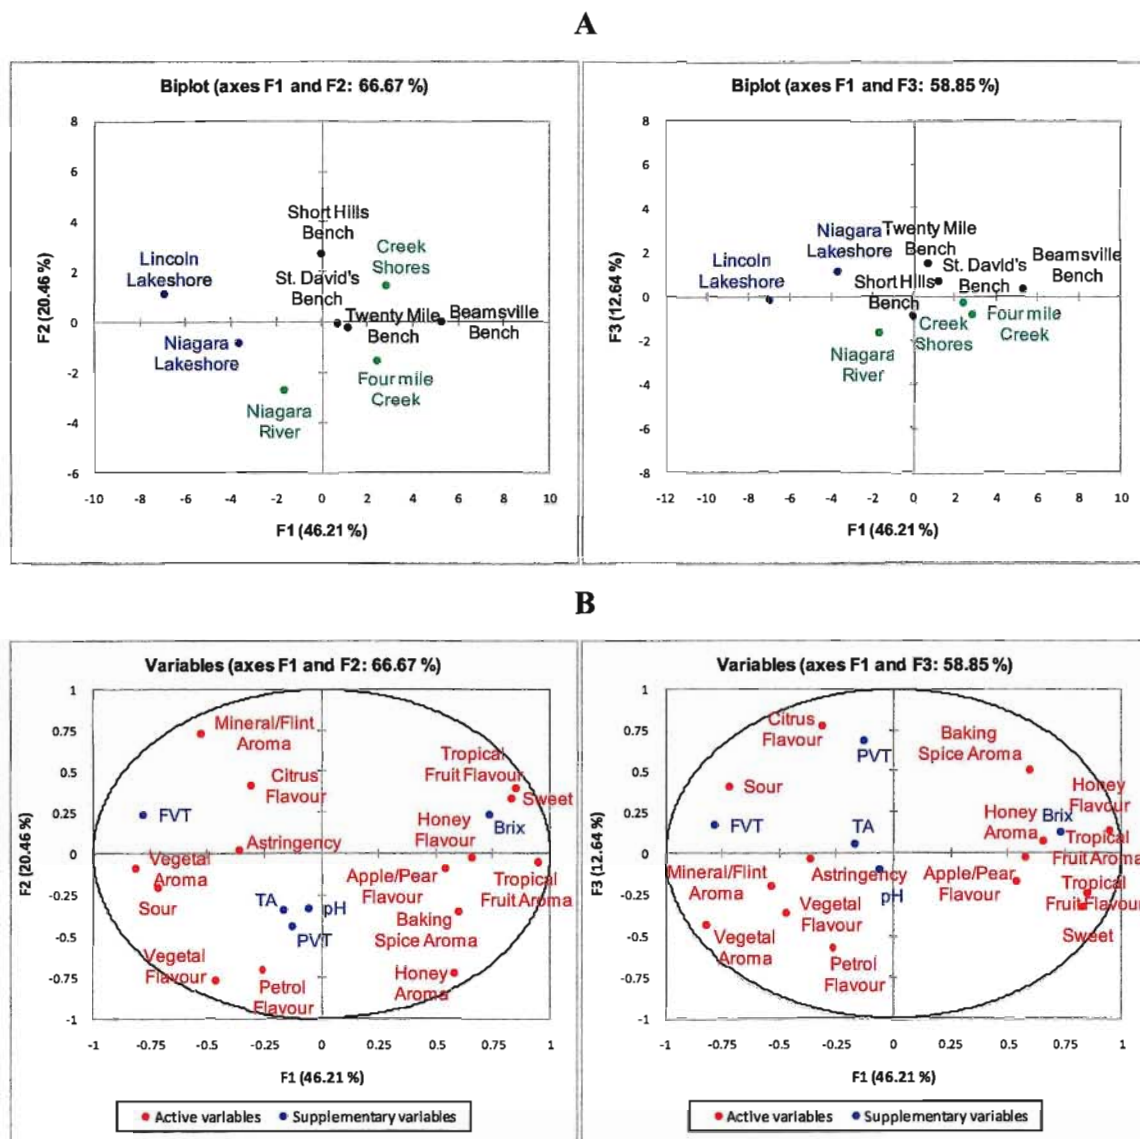 A
Biplot (axes F1 and F2: 66.67 %)
8
6
4
2
0
-2
-4
-6
F2 (20.46 %)
Short Hills
Bench
Creek
Shores
Lincoln
Lakeshore
St. David's
Bench
Twenty Mile
Bench
Beamsville
Bench
Niagara
Lakeshore
Four mile
Creek
Niagara
River
-10 -8 -6 -4 -2 0 2 4 6 8 10
F1 (46.21 %)
Biplot (axes F1 and F3: 58.85 %)
8
6
4
2
0
-2
-4
-6
-8
F3 (12.64 %)
Niagara
Lakeshore
Twenty Mile
Bench
Lincoln
Lakeshore
Short Hills
Bench
St. David's
Bench
Beamsville
Bench
Creek
Shores
Four mile
Creek
Niagara
River
-12 -10 -8 -6 -4 -2 0 2 4 6 8 10
F1 (46.21 %)
B
Variables (axes F1 and F2: 66.67 %)
1
0.75
0.5
0.25
0
-0.25
-0.5
-0.75
-1
F2 (20.46 %)
Mineral/Flint
Aroma
Citrus
Flavour
Tropical
Fruit Flavour
Sweet
FVT
Honey
Flavour
Brix
Astringency
Vegetal
Aroma
Sour
Apple/Pear
Flavour
Tropical
Fruit Aroma
TA
pH
PVT
Baking
Spice Aroma
Vegetal
Flavour
Petrol
Flavour
Honey
Aroma
-1 -0.75 -0.5 -0.25 0 0.25 0.5 0.75 1
F1 (46.21 %)
Active variables Supplementary variables
Variables (axes F1 and F3: 58.85 %)
1
0.75
0.5
0.25
0
-0.25
-0.5
-0.75
-1
F3 (12.64 %)
Citrus
Flavour
PVT
Baking
Spice Aroma
Sour
Honey
Flavour
FVT
TA
Honey
Aroma
Brix
Tropical
Fruit Aroma
Mineral/Flint
Aroma
Astringency
pH
Apple/Pear
Flavour
Tropical
Fruit Flavour
Sweet
Vegetal
Flavour
Vegetal
Aroma
Petrol
Flavour
-1 -0.75 -0.5 -0.25 0 0.25 0.5 0.75 1
F1 (46.21 %)
Active variables Supplementary variables